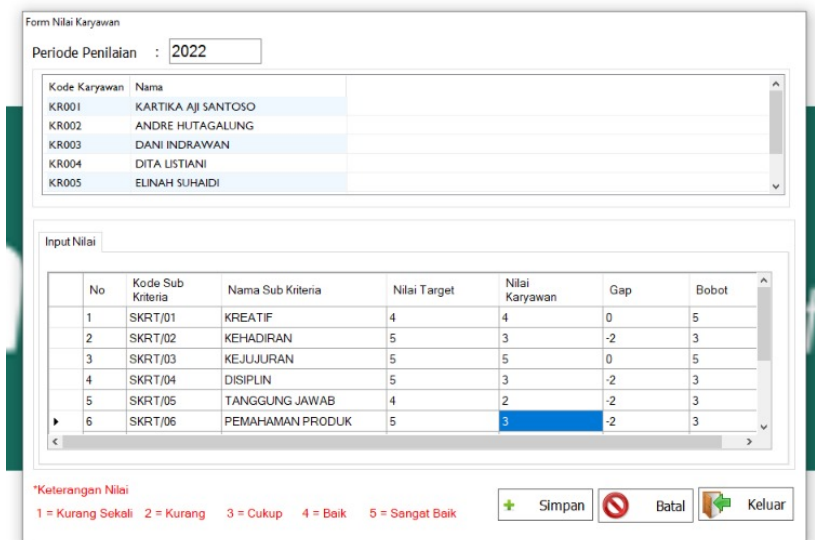 Form Nilai Karyawan
Periode Penilaian : 2022
Kode Karyawan Nama
KR001 KARTIKA AJI SANTOSO
KR002 ANDRE HUTAGALUNG
KR003 DANI INDRAWAN
KR004 DITA LISTIANI
KR005 ELINAH SUHAIDI
Input Nilai
No Kode Sub Kriteria Nama Sub Kriteria Nilai Target Nilai Karyawan Gap Bobot
1 SKRT/01 KREATIF 4 4 0 5
2 SKRT/02 KEHADIRAN 5 3 -2 3
3 SKRT/03 KEJUJURAN 5 5 0 5
4 SKRT/04 DISIPLIN 5 3 -2 3
5 SKRT/05 TANGGUNG JAWAB 4 2 -2 3
6 SKRT/06 PEMAHAMAN PRODUK 5 3 -2 3
*Keterangan Nilai
1 = Kurang Sekali 2 = Kurang 3 = Cukup 4 = Baik 5 = Sangat Baik
Simpan Batal Keluar